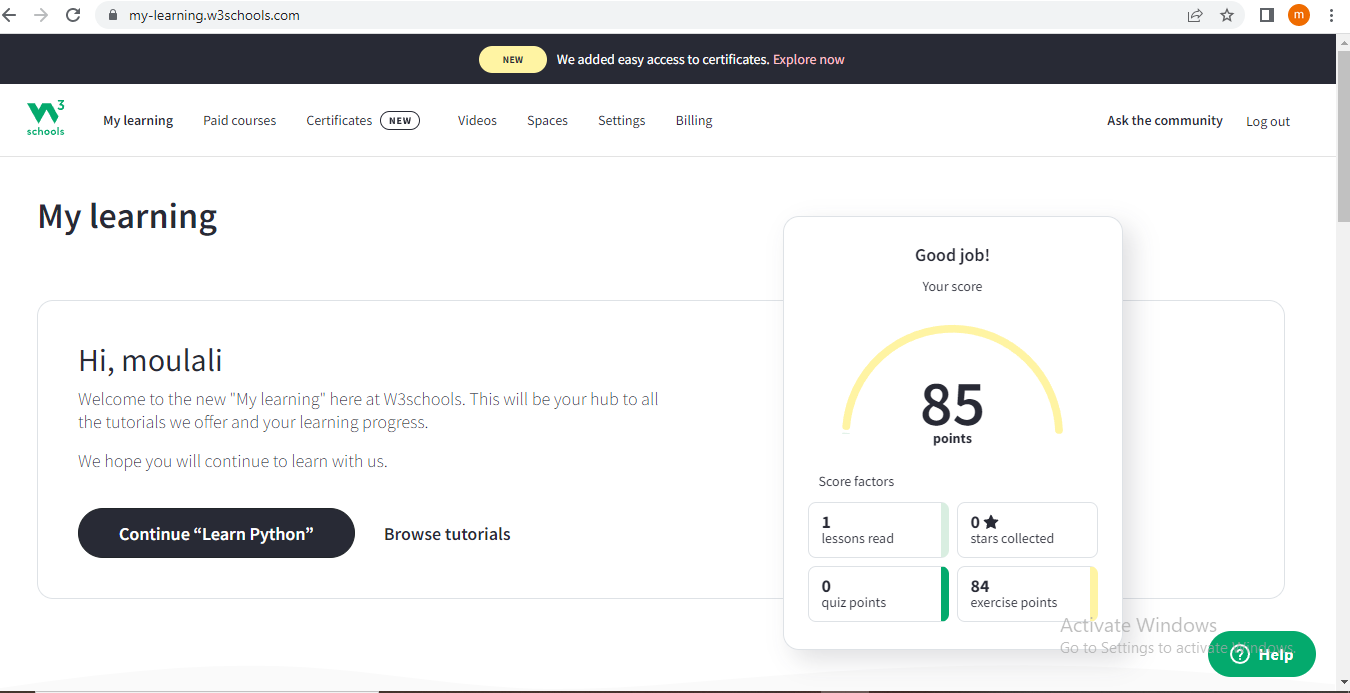 my-learning.w3schools.com
m
NEW We added easy access to certificates. Explore now
W3
schools
My learning Paid courses Certificates NEW Videos Spaces Settings Billing Ask the community Log out
My learning
Good job!
Your score
85
points
Score factors
1
lessons read
0
stars collected
0
quiz points
84
exercise points
Hi, moulali
Welcome to the new "My learning" here at W3schools. This will be your hub to all
the tutorials we offer and your learning progress.
We hope you will continue to learn with us.
Continue “Learn Python” Browse tutorials
Activate Windows
Go to Settings to activate Windows.
? Help